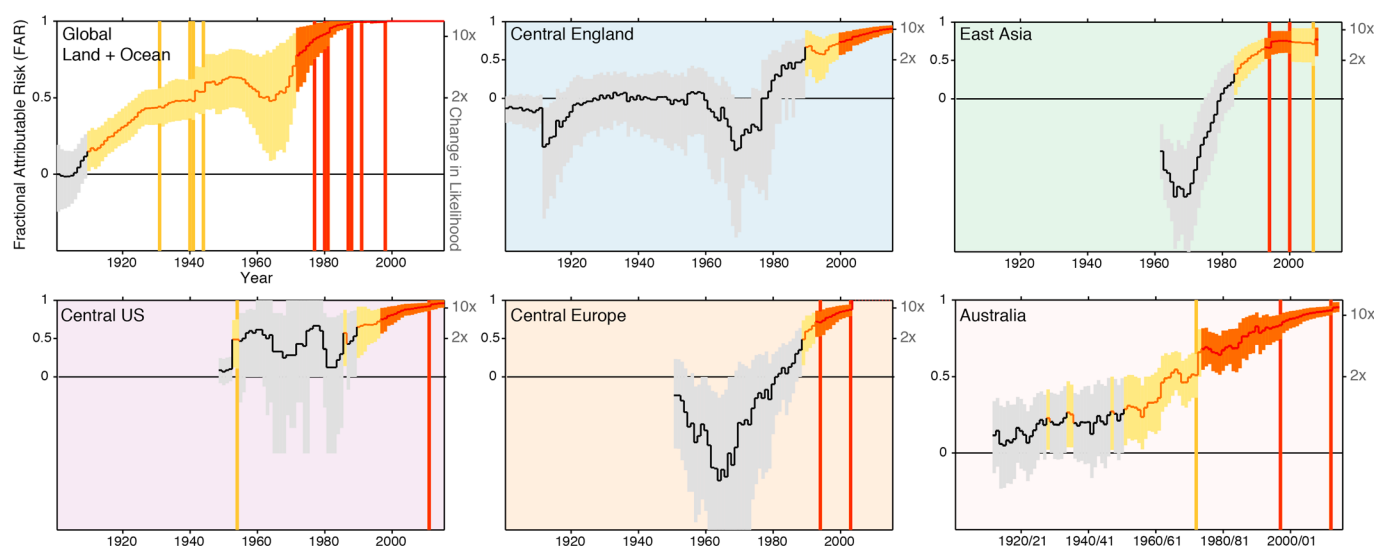 Fractional Attributable Risk (FAR)
1
0.5
0
Global
Land + Ocean
10x
2x
Change in Likelihood
1920 1940 1960 1980 2000
Year
1
0.5
0
Central England
10x
2x
1920 1940 1960 1980 2000
1
0.5
0
East Asia
10x
2x
1920 1940 1960 1980 2000
1
0.5
0
Central US
10x
2x
1920 1940 1960 1980 2000
1
0.5
0
Central Europe
10x
2x
1920 1940 1960 1980 2000
1
0.5
0
Australia
10x
2x
1920/21 1940/41 1960/61 1980/81 2000/01